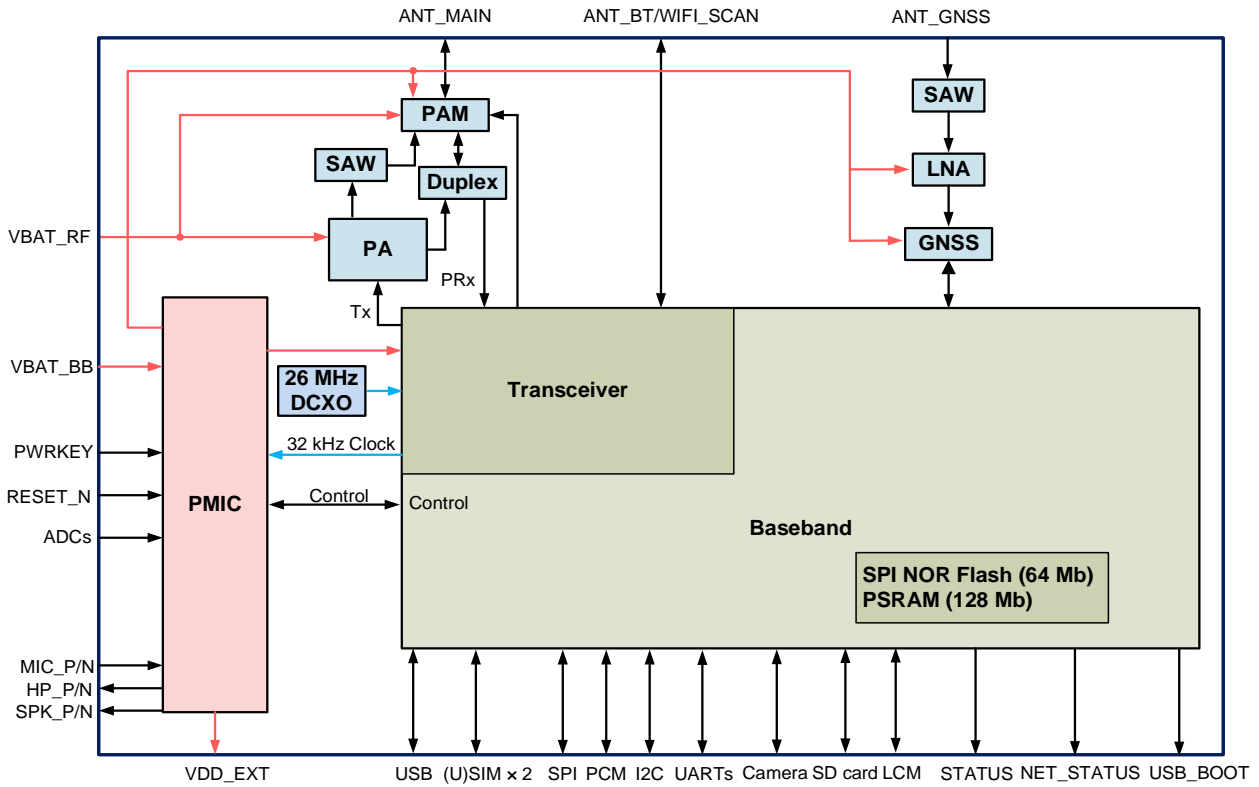 ANT_MAIN
ANT_BT/WIFI_SCAN
ANT_GNSS
SAW
PAM
SAW
LNA
Duplex
VBAT_RF
PA
GNSS
PRx
Tx
VBAT_BB
26 MHz
DCXO
Transceiver
PWRKEY
32 kHz Clock
RESET_N
PMIC
Control
Control
ADCs
Baseband
SPI NOR Flash (64 Mb)
PSRAM (128 Mb)
MIC_P/N
HP_P/N
SPK_P/N
VDD_EXT
USB
(U)SIM × 2
SPI
PCM
I2C
UARTs
Camera
SD card
LCM
STATUS
NET_STATUS
USB_BOOT